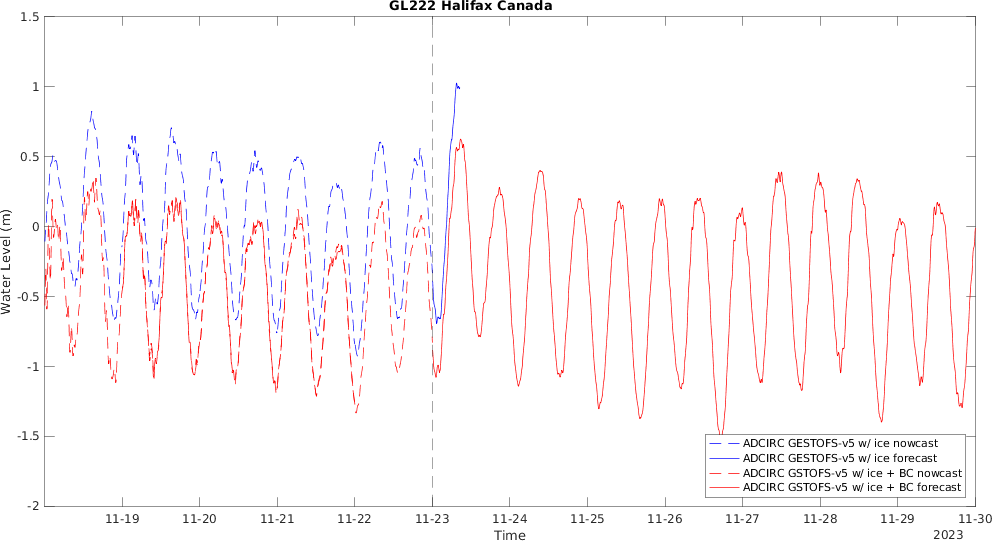 GL222 Halifax Canada
1.5
1
0.5
0
-0.5
-1
-1.5
-2
Water Level (m)
ADCIRC GESTOFS-v5 w/ ice nowcast
ADCIRC GESTOFS-v5 w/ ice forecast
ADCIRC GSTOFS-v5 w/ ice + BC nowcast
ADCIRC GSTOFS-v5 w/ ice + BC forecast
11-19 11-20 11-21 11-22 11-23 11-24 11-25 11-26 11-27 11-28 11-29 11-30
Time
2023